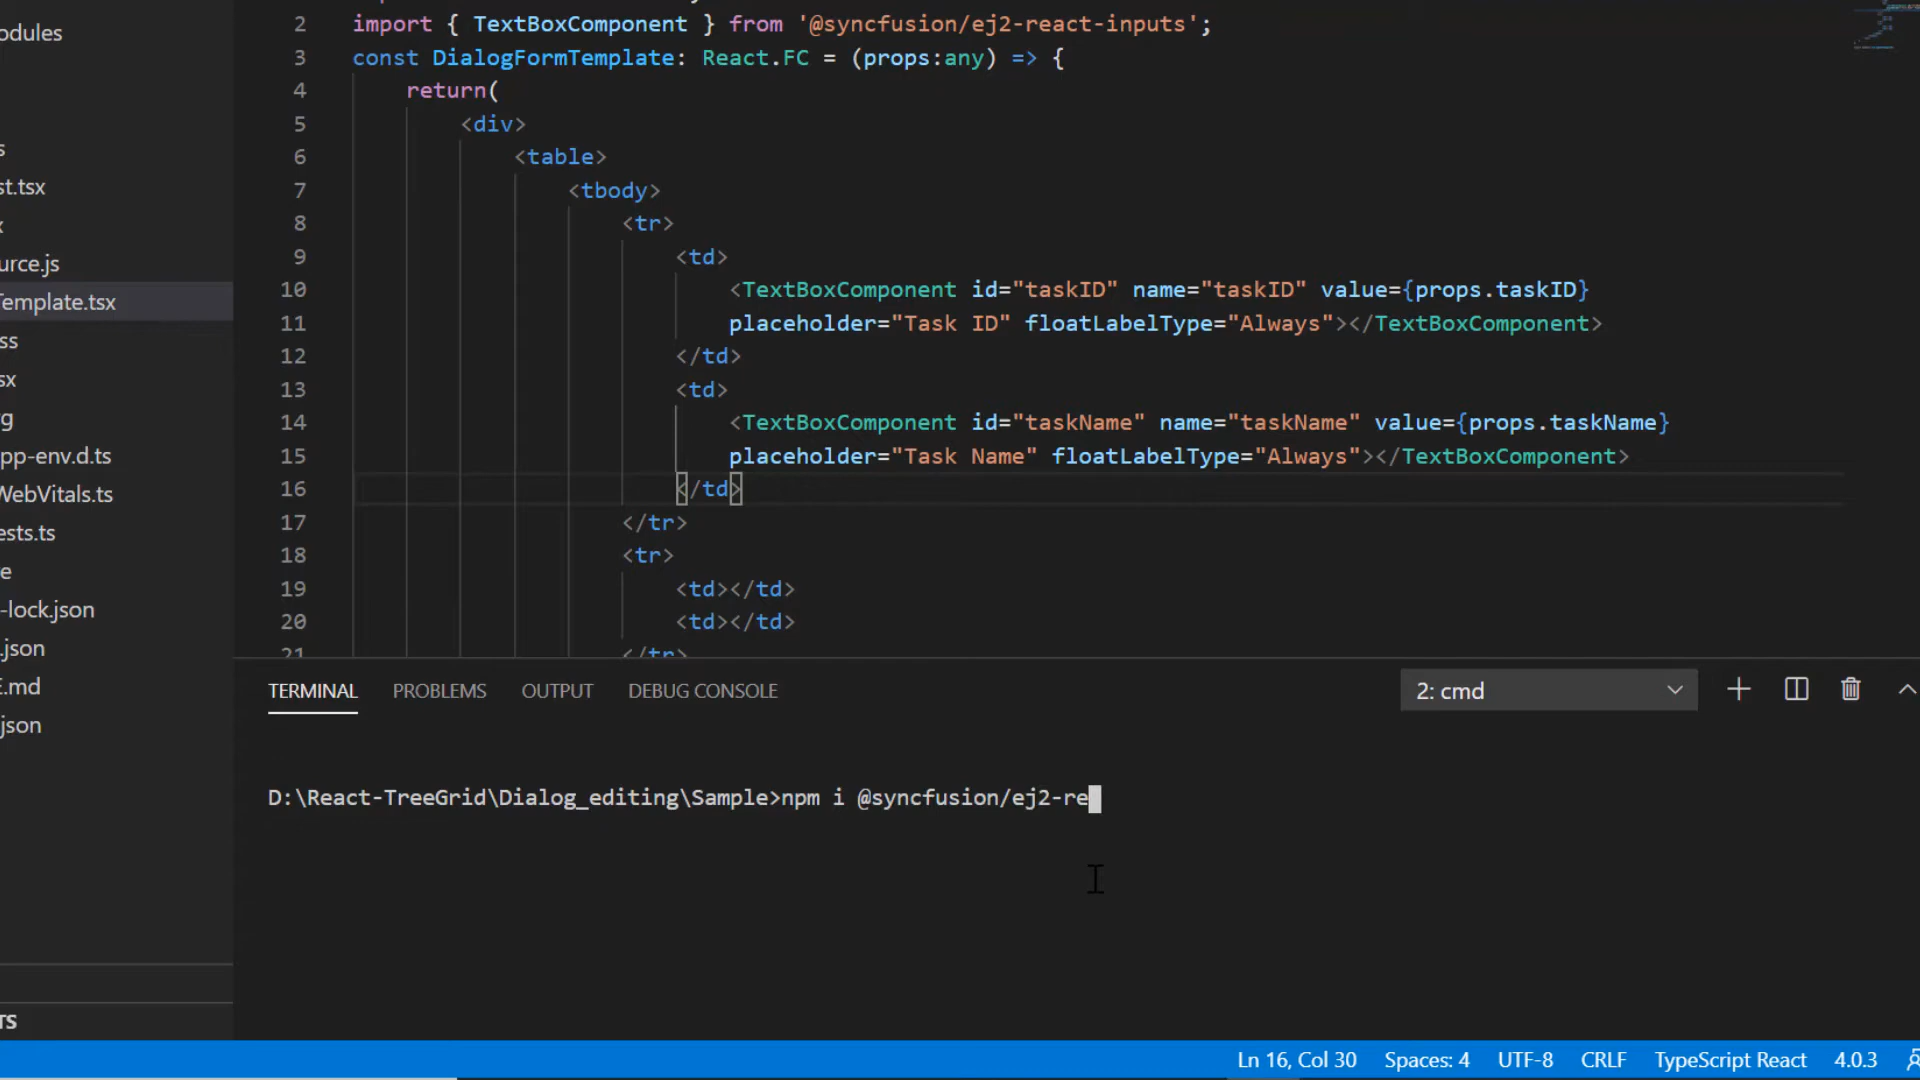 odules
s
st.tsx
x
urce.js
Template.tsx
ss
sx
g
pp-env.d.ts
WebVitals.ts
ests.ts
e
-lock.json
.json
E.md
json
TS
2 import { TextBoxComponent } from '@syncfusion/ej2-react-inputs';
3 const DialogFormTemplate: React.FC = (props:any) => {
4 return(
5 <div>
6 <table>
7 <tbody>
8 <tr>
9 <td>
10 <TextBoxComponent id="taskID" name="taskID" value={props.taskID}
11 placeholder="Task ID" floatLabelType="Always"></TextBoxComponent>
12 </td>
13 <td>
14 <TextBoxComponent id="taskName" name="taskName" value={props.taskName}
15 placeholder="Task Name" floatLabelType="Always"></TextBoxComponent>
16 </td>
17 </tr>
18 <tr>
19 <td></td>
20 <td></td>
21 </tr>
TERMINAL PROBLEMS OUTPUT DEBUG CONSOLE 2: cmd
D:\React-TreeGrid\Dialog_editing\Sample>npm i @syncfusion/ej2-re
Ln 16, Col 30 Spaces: 4 UTF-8 CRLF TypeScript React 4.0.3